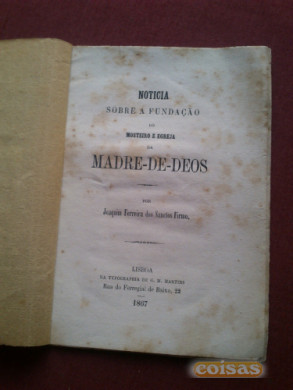 NOTICIA
SOBRE A FUNDAÇÃO
DO
MOSTEIRO E EGREJA
DA
MADRE-DE-DEOS
POR
Joaquim Ferreira dos Santos Firmo,
LISBOA
NA TYPOGRAPHIA DE G. M. MARTINS
Rua do Ferregial de Baixo, 22
1867
coisas